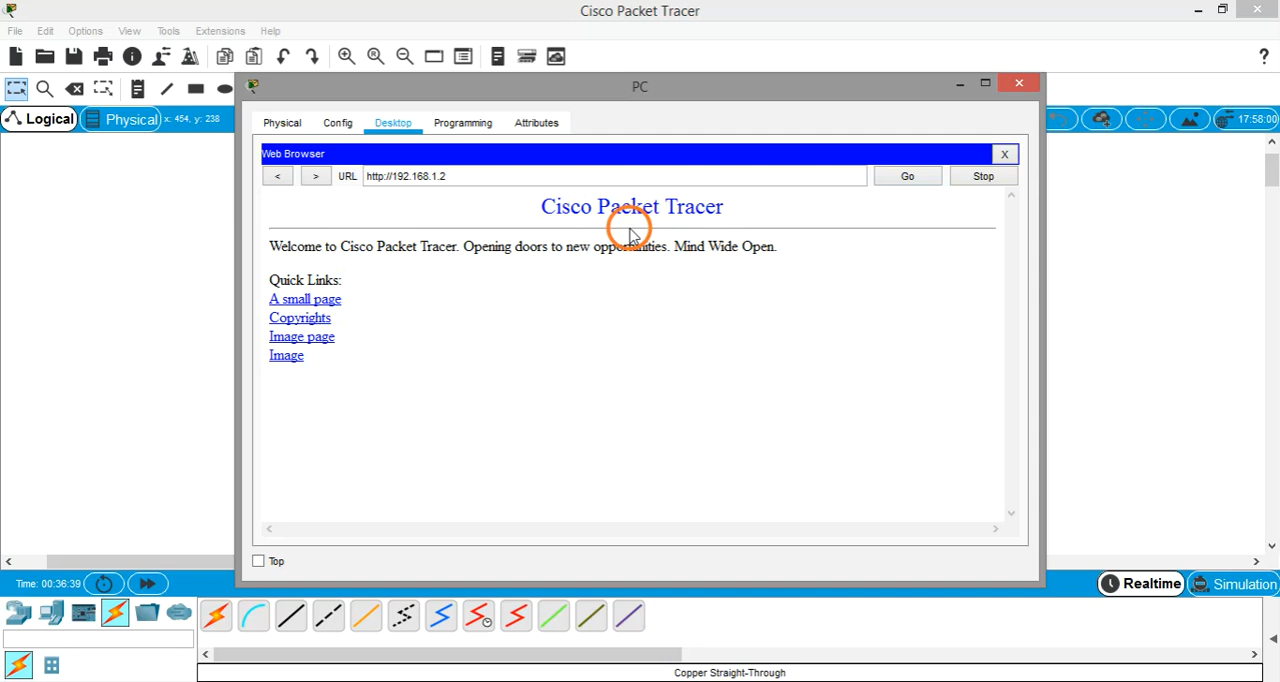 Cisco Packet Tracer
File Edit Options View Tools Extensions Help
?
PC
Logical Physical x: 454, y: 238 17:58:00
Physical Config Desktop Programming Attributes
Web Browser X
< > URL http://192.168.1.2 Go Stop
Cisco Packet Tracer
Welcome to Cisco Packet Tracer. Opening doors to new opportunities. Mind Wide Open.
Quick Links:
A small page
Copyrights
Image page
Image
Top
Time: 00:36:39 Realtime Simulation
Copper Straight-Through